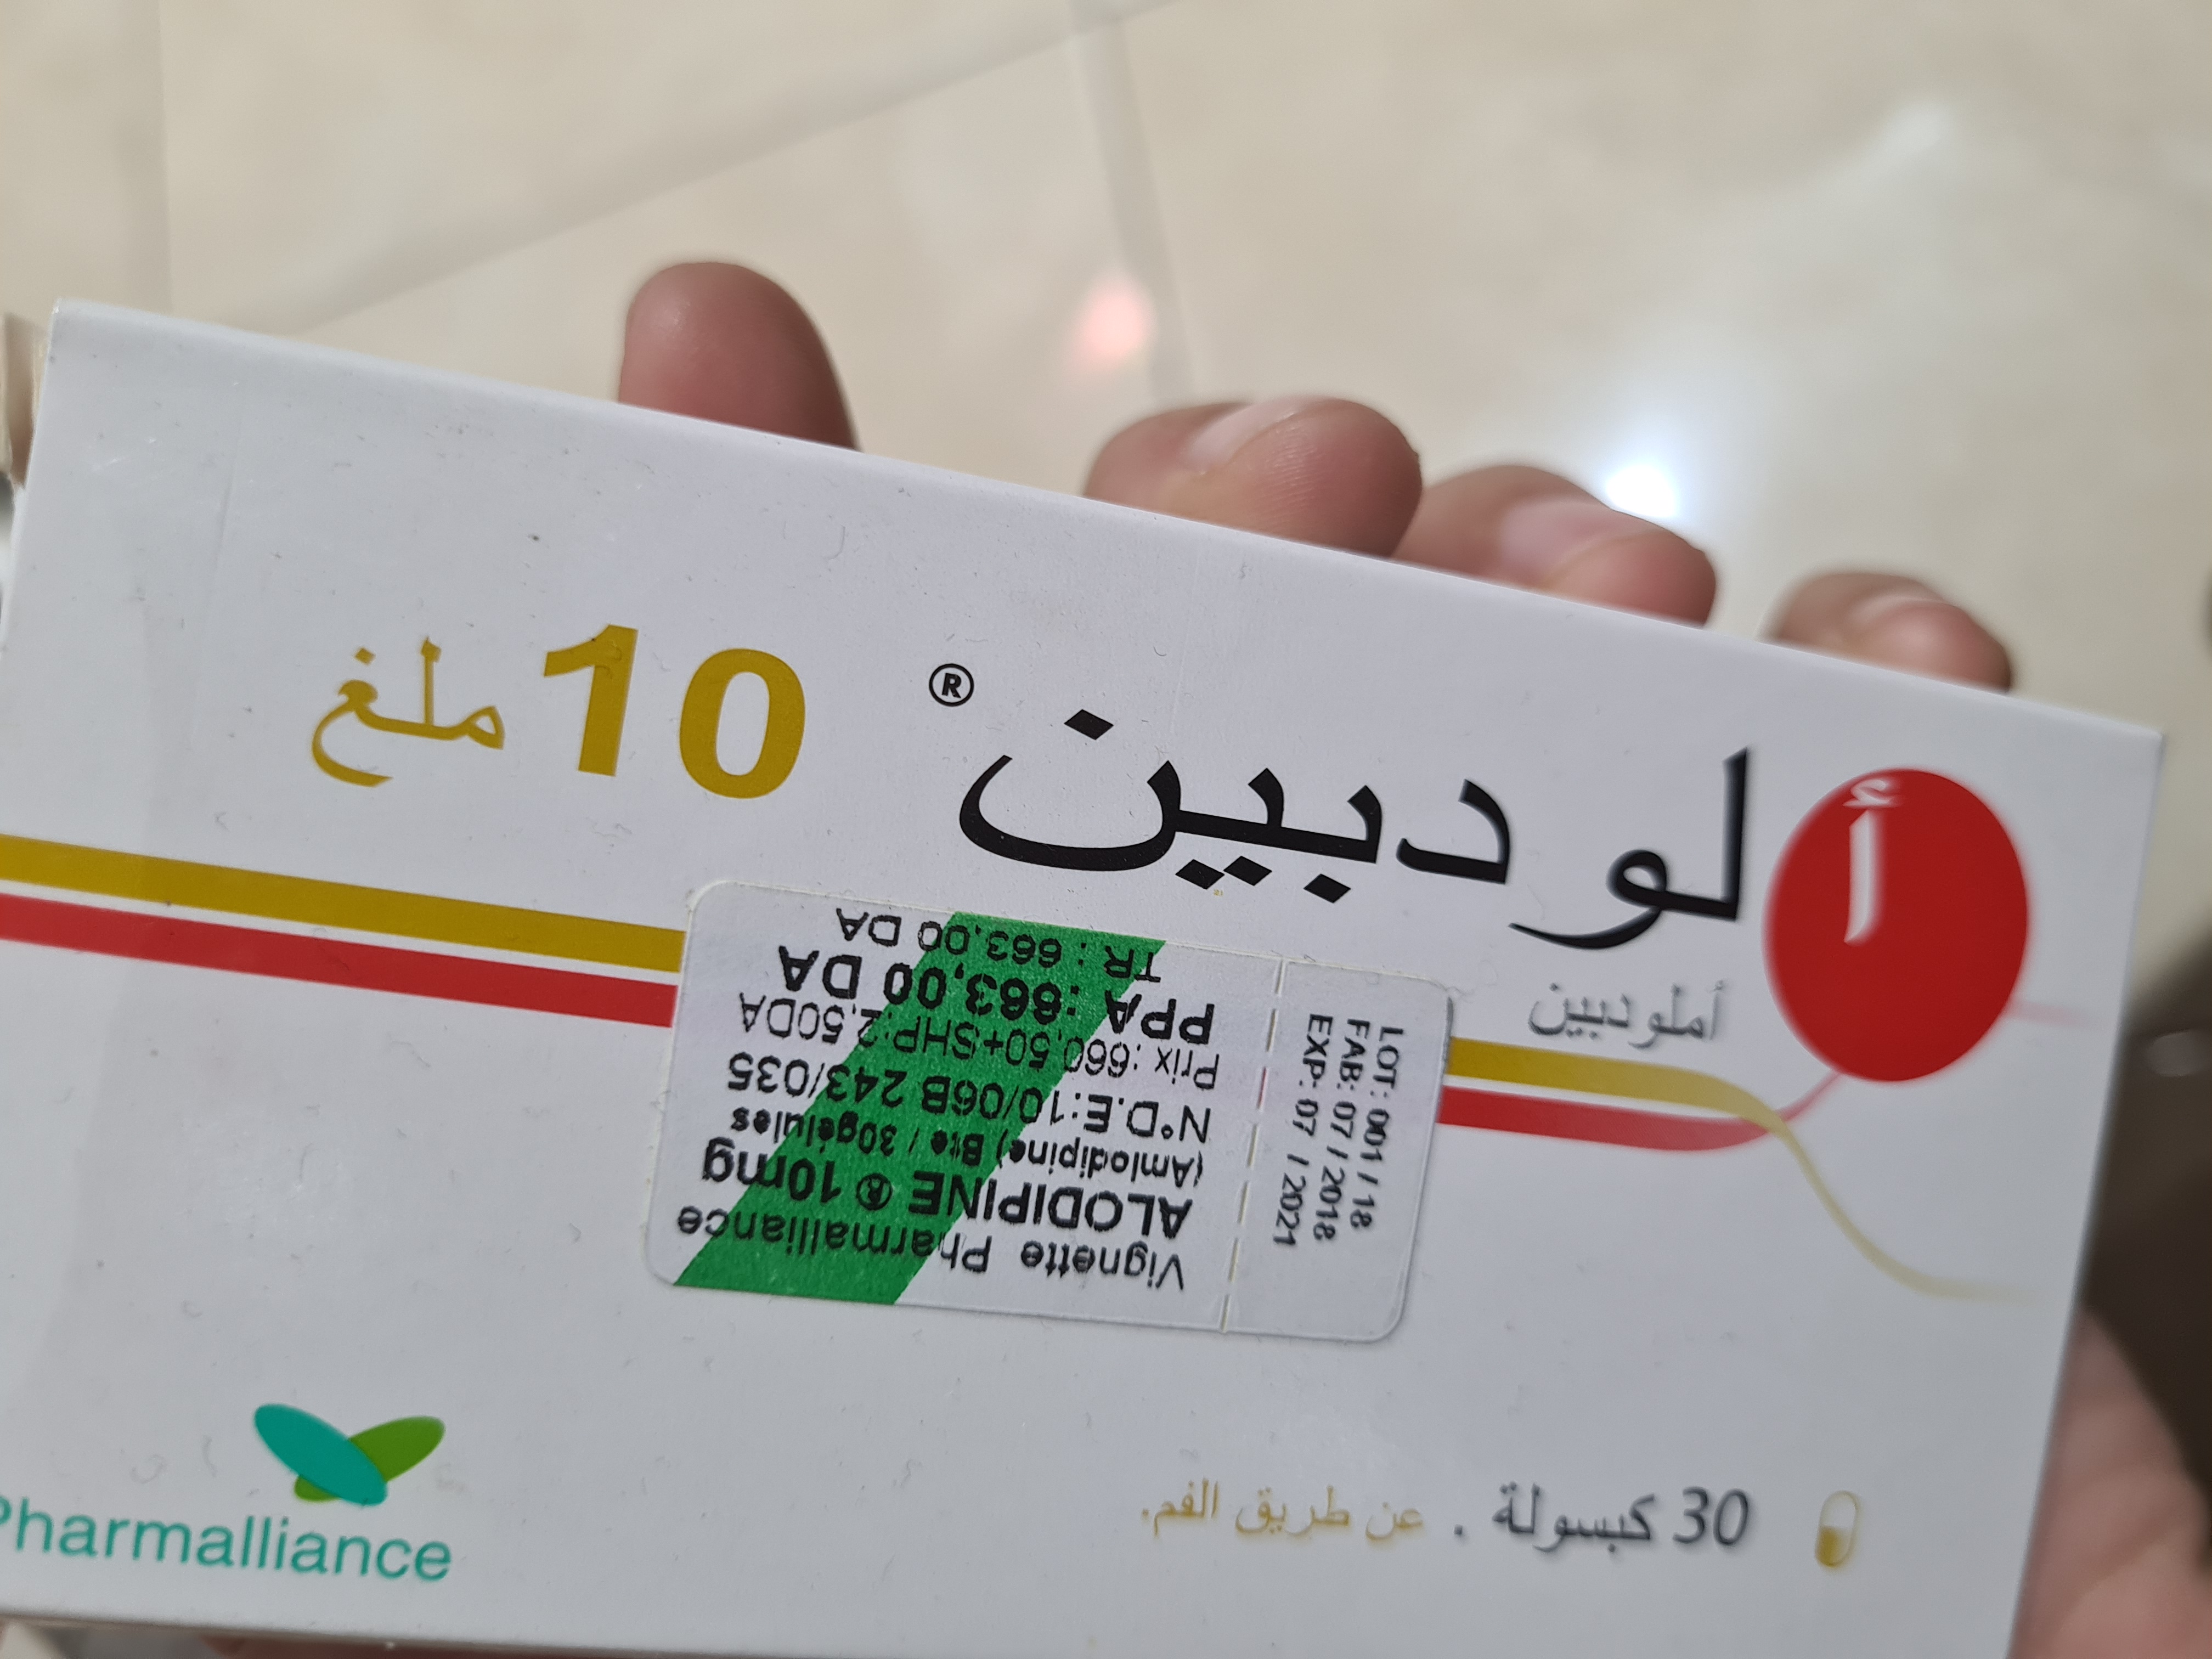 ألودبين® 10 ملغ
أملوديبين
Vignette Pharmalliance
ALODIPINE ® 10mg
(Amlodipine) Bte / 30gélules
N°D.E:10/06B 243/035
Prix :660,50+SHP:2,50DA
PPA :663,00 DA
TR : 663,00 DA
LOT: 001 / 18
FAB: 07 / 2018
EXP: 07 / 2021
30 كبسولة . عن طريق الفم.
Pharmalliance